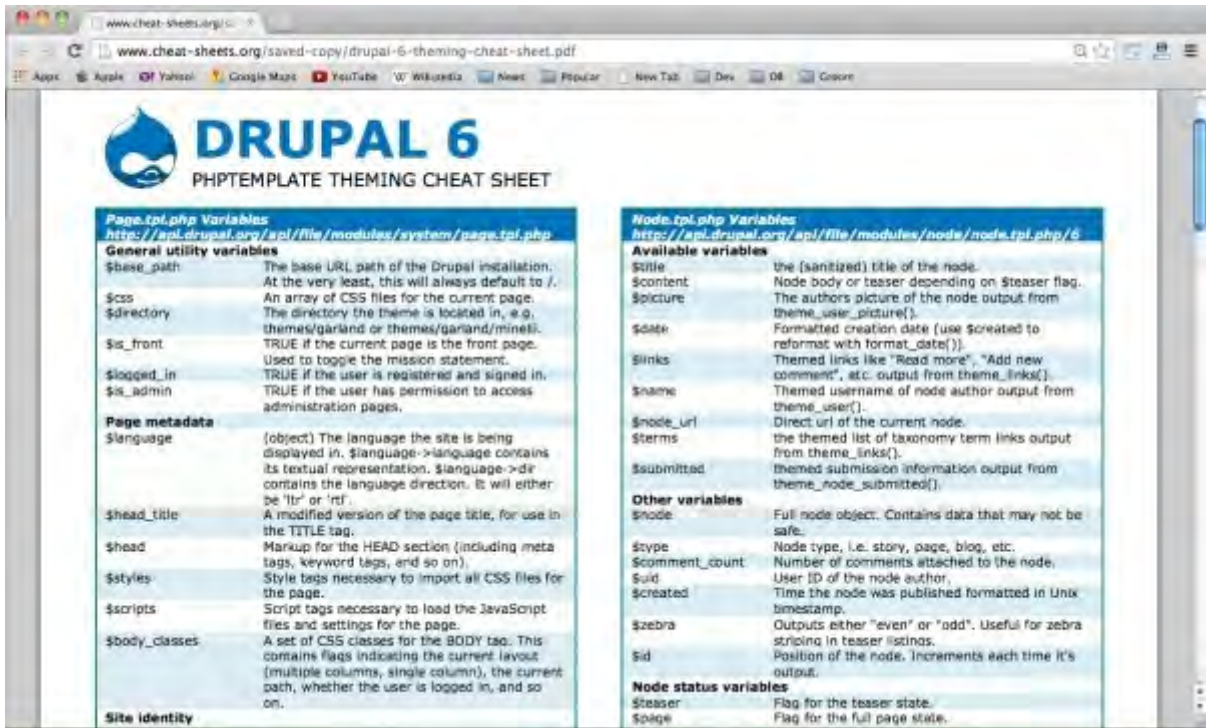 www.cheat-sheets.org/s
www.cheat-sheets.org/saved-copy/drupal-6-theming-cheat-sheet.pdf
Apps Apple Yahoo! Google Maps YouTube Wikipedia News Popular New Tab Dev DB Groom
DRUPAL 6
PHPTEMPLATE THEMING CHEAT SHEET
Page.tpl.php Variables
http://api.drupal.org/api/file/modules/system/page.tpl.php
General utility variables
$base_path The base URL path of the Drupal installation.
At the very least, this will always default to /.
$css An array of CSS files for the current page.
$directory The directory the theme is located in, e.g.
themes/garland or themes/garland/minelli.
$is_front TRUE if the current page is the front page.
Used to toggle the mission statement.
$logged_in TRUE if the user is registered and signed in.
$is_admin TRUE if the user has permission to access
administration pages.
Page metadata
$language (object) The language the site is being
displayed in. $language->language contains
its textual representation. $language->dir
contains the language direction. It will either
be 'ltr' or 'rtl'.
$head_title A modified version of the page title, for use in
the TITLE tag.
$head Markup for the HEAD section (including meta
tags, keyword tags, and so on).
$styles Style tags necessary to import all CSS files for
the page.
$scripts Script tags necessary to load the JavaScript
files and settings for the page.
$body_classes A set of CSS classes for the BODY tag. This
contains flags indicating the current layout
(multiple columns, single column), the current
path, whether the user is logged in, and so
on.
Site identity
Node.tpl.php Variables
http://api.drupal.org/api/file/modules/node/node.tpl.php/6
Available variables
$title the (sanitized) title of the node.
$content Node body or teaser depending on $teaser flag.
$picture The authors picture of the node output from
theme_user_picture().
$date Formatted creation date (use $created to
reformat with format_date()).
$links Themed links like "Read more", "Add new
comment", etc. output from theme_links().
$name Themed username of node author output from
theme_user().
$node_url Direct url of the current node.
$terms the themed list of taxonomy term links output
from theme_links().
$submitted themed submission information output from
theme_node_submitted().
Other variables
$node Full node object. Contains data that may not be
safe.
$type Node type, i.e. story, page, blog, etc.
$comment_count Number of comments attached to the node.
$uid User ID of the node author.
$created Time the node was published formatted in Unix
timestamp.
$zebra Outputs either "even" or "odd". Useful for zebra
striping in teaser listings.
$id Position of the node. Increments each time it's
output.
Node status variables
$teaser Flag for the teaser state.
$page Flag for the full page state.